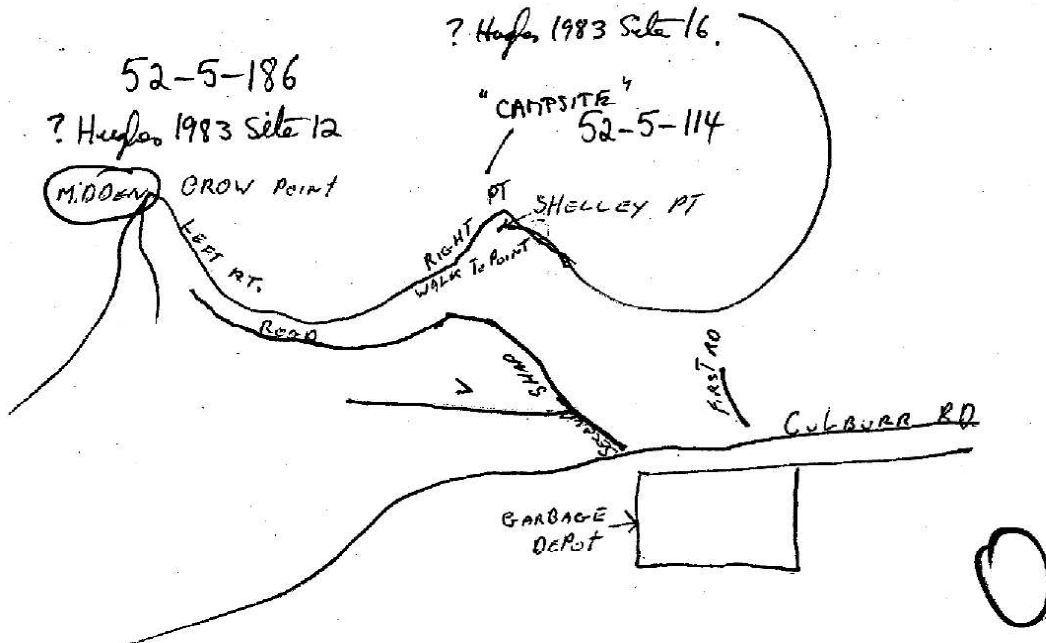 ? Hughes 1983 Site 16.
52-5-186
"CAMPSITE"
52-5-114
? Hughes 1983 Site 12
MIDDEN
CROW POINT
PT
SHELLEY PT
LEFT RT.
RIGHT
WALK TO POINT
ROAD
SHAP
V
FIRST RD
CULBURR RD
GARBAGE
DEPOT